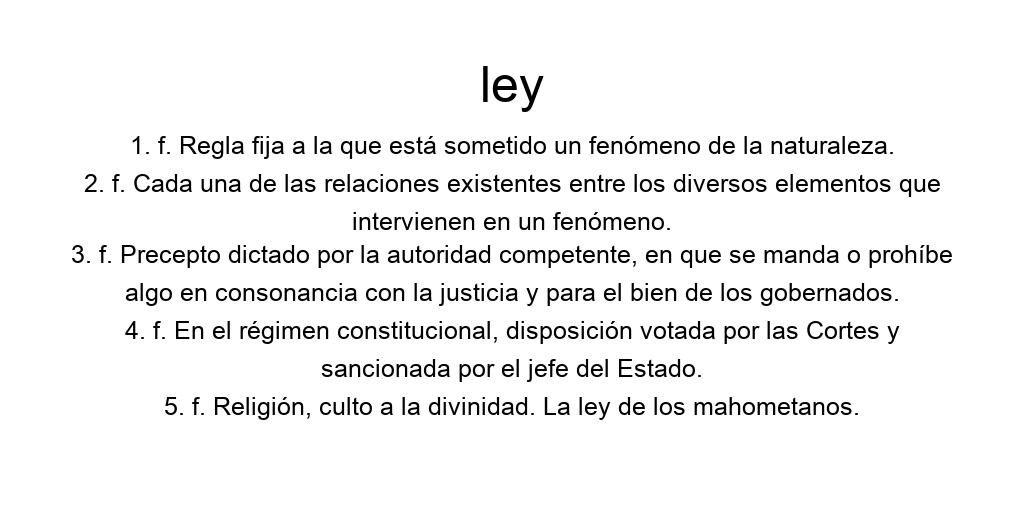 ley
1. f. Regla fija a la que está sometido un fenómeno de la naturaleza.
2. f. Cada una de las relaciones existentes entre los diversos elementos que
intervienen en un fenómeno.
3. f. Precepto dictado por la autoridad competente, en que se manda o prohíbe
algo en consonancia con la justicia y para el bien de los gobernados.
4. f. En el régimen constitucional, disposición votada por las Cortes y
sancionada por el jefe del Estado.
5. f. Religión, culto a la divinidad. La ley de los mahometanos.